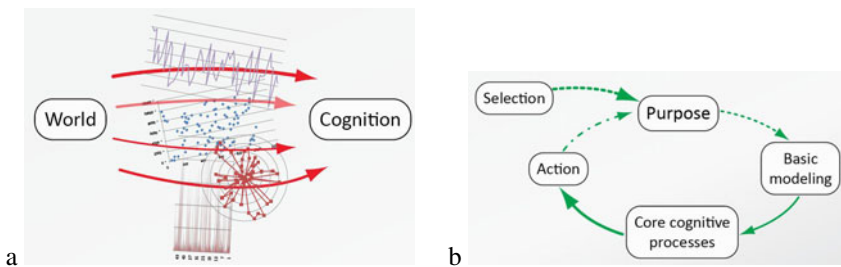 World
Cognition
a
Selection
Purpose
Action
Basic
modeling
Core cognitive
processes
b